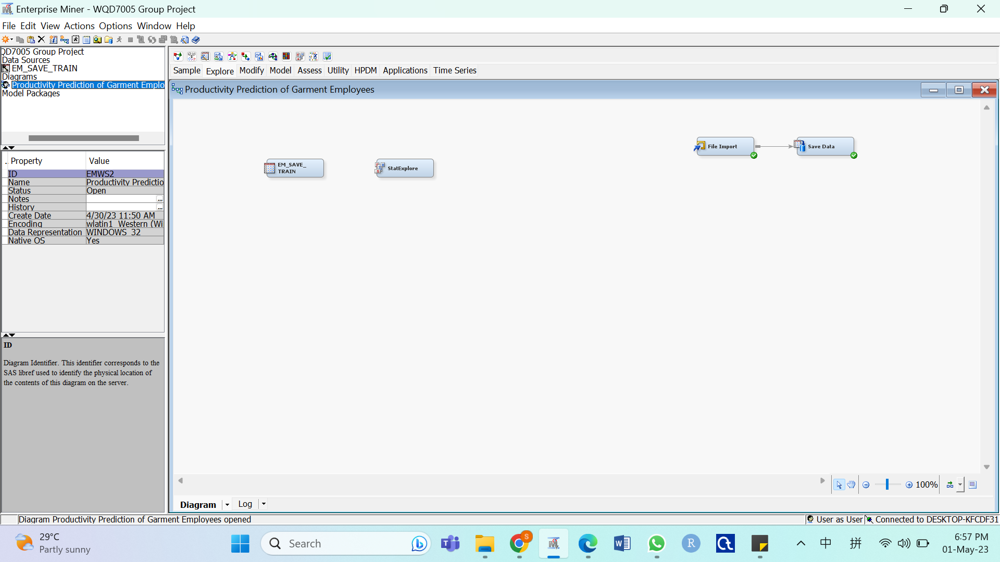 Enterprise Miner - WQD7005 Group Project
File Edit View Actions Options Window Help
QD7005 Group Project
Data Sources
EM_SAVE_TRAIN
Diagrams
Productivity Prediction of Garment Emplo
Model Packages
Sample Explore Modify Model Assess Utility HPDM Applications Time Series
Productivity Prediction of Garment Employees
File Import
Save Data
EM_SAVE_
TRAIN
StatExplore
. Property Value
ID EMWS2
Name Productivity Predictio
Status Open
Notes ...
History ...
Create Date 4/30/23 11:50 AM
Encoding wlatin1 Western (Wi
Data Representation WINDOWS_32
Native OS Yes
ID
Diagram Identifier. This identifier corresponds to the
SAS libref used to identify the physical location of
the contents of this diagram on the server.
100%
Diagram Log
Diagram Productivity Prediction of Garment Employees opened
User as User
Connected to DESKTOP-KFCDF31
29°C
Partly sunny
Search
S
R
中
拼
6:57 PM
01-May-23